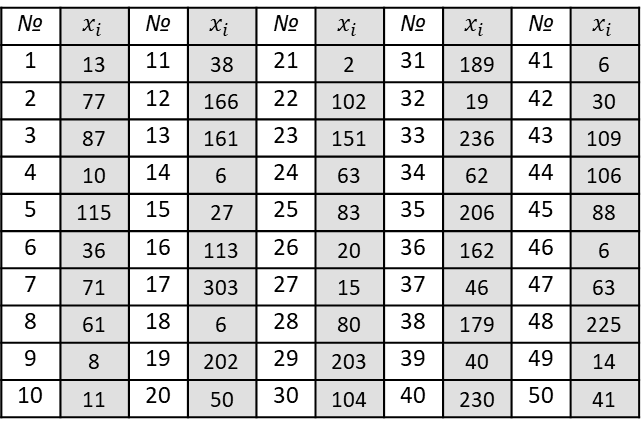 № xᵢ № xᵢ № xᵢ № xᵢ № xᵢ
1 13 11 38 21 2 31 189 41 6
2 77 12 166 22 102 32 19 42 30
3 87 13 161 23 151 33 236 43 109
4 10 14 6 24 63 34 62 44 106
5 115 15 27 25 83 35 206 45 88
6 36 16 113 26 20 36 162 46 6
7 71 17 303 27 15 37 46 47 63
8 61 18 6 28 80 38 179 48 225
9 8 19 202 29 203 39 40 49 14
10 11 20 50 30 104 40 230 50 41